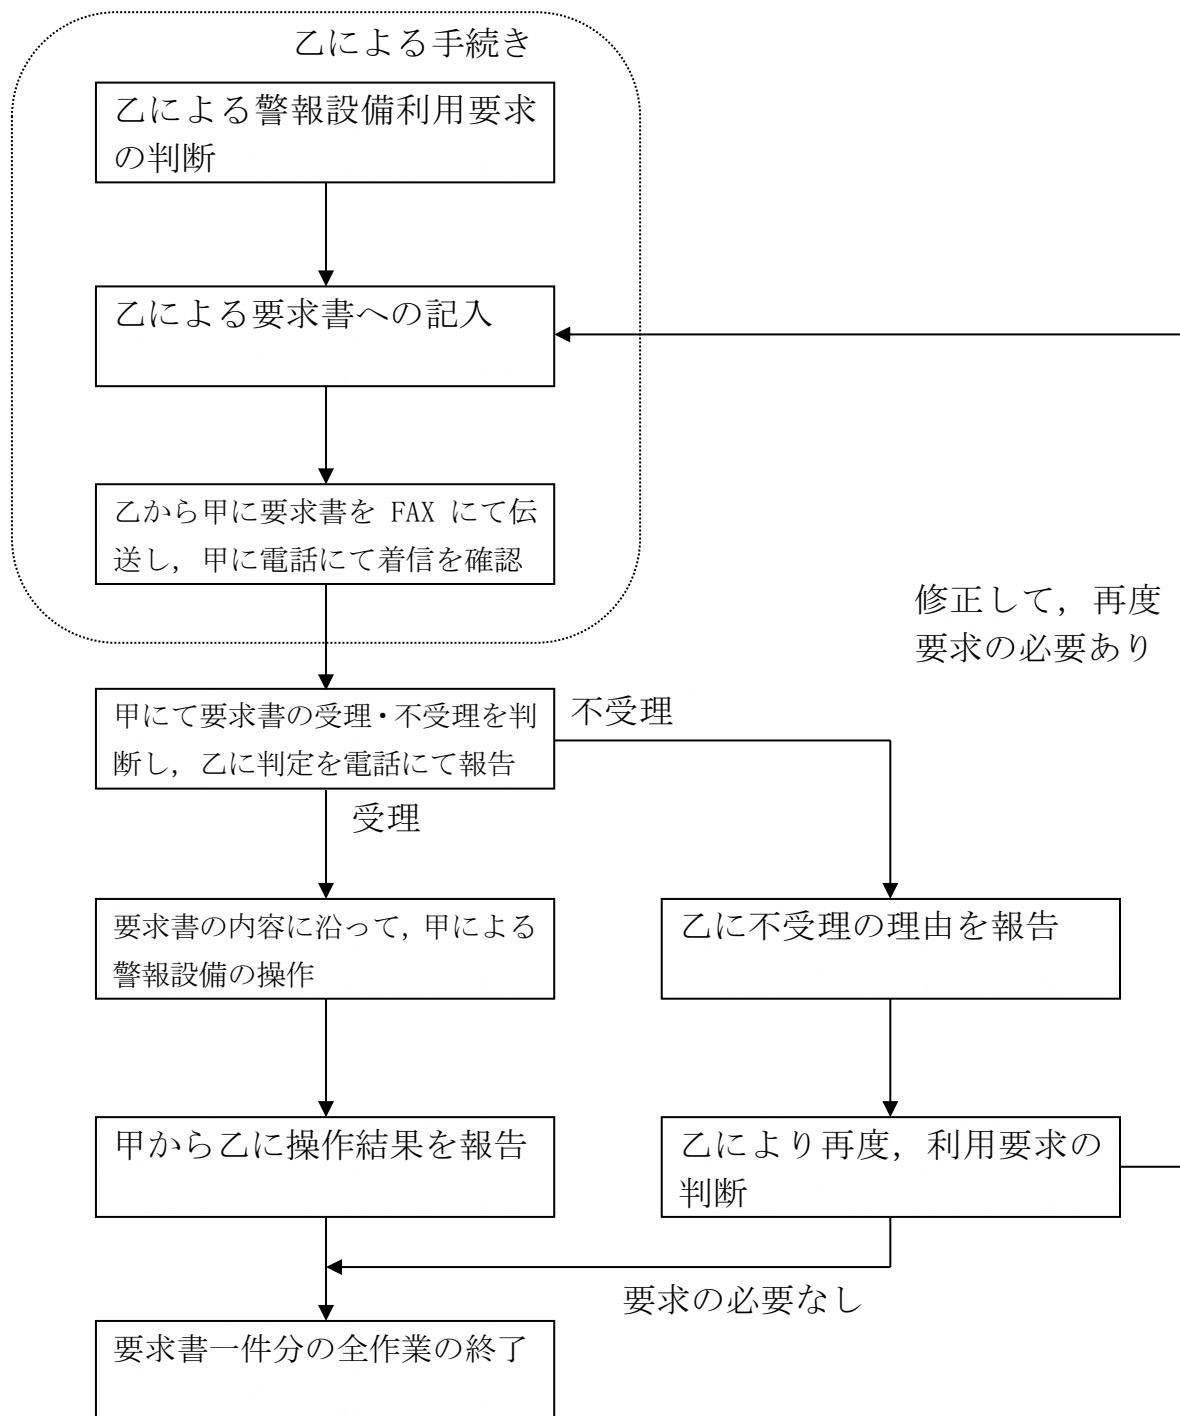 乙による手続き
乙による警報設備利用要求
の判断
乙による要求書への記入
乙から甲に要求書を FAX にて伝
送し，甲に電話にて着信を確認
修正して，再度
要求の必要あり
甲にて要求書の受理・不受理を判
断し，乙に判定を電話にて報告
不受理
受理
要求書の内容に沿って，甲による
警報設備の操作
乙に不受理の理由を報告
甲から乙に操作結果を報告
乙により再度，利用要求の
判断
要求の必要なし
要求書一件分の全作業の終了